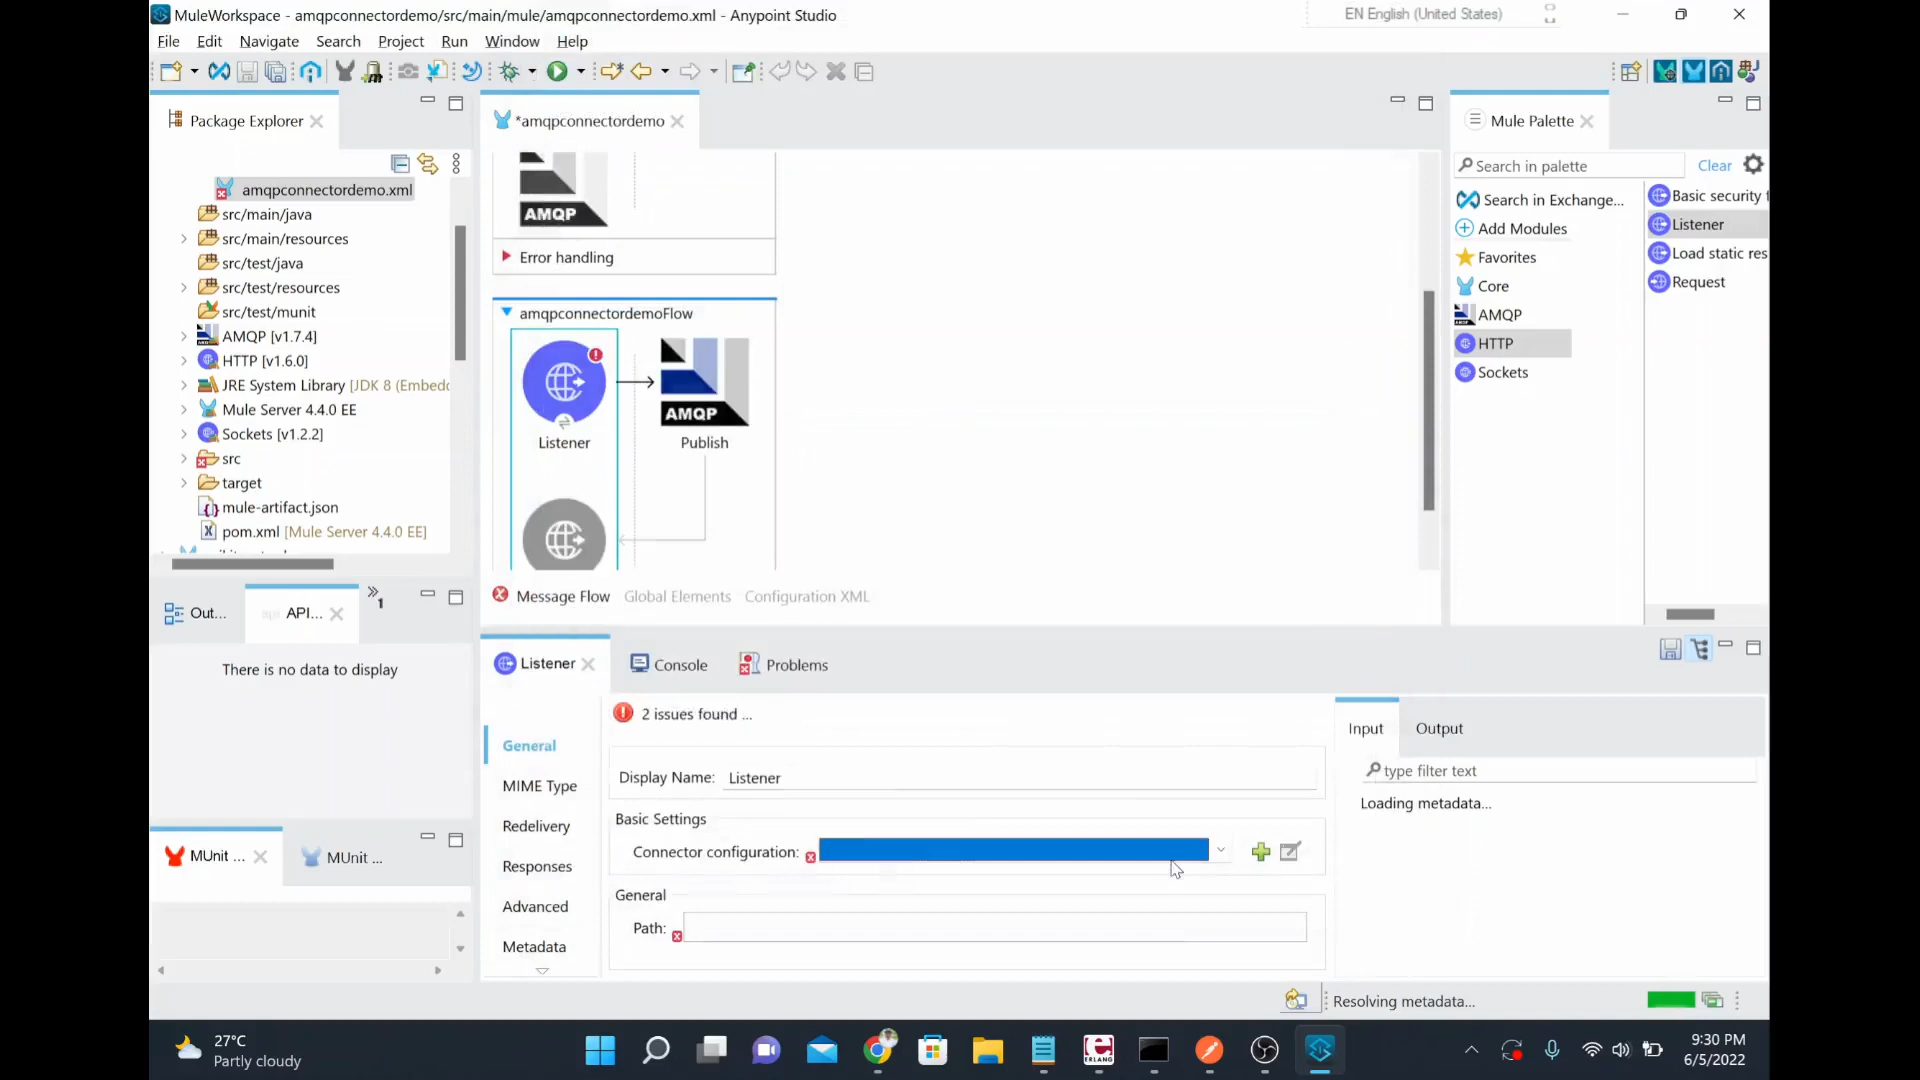 MuleWorkspace - amqpconnectordemo/src/main/mule/amqpconnectordemo.xml - Anypoint Studio
EN English (United States)
File Edit Navigate Search Project Run Window Help
Package Explorer
amqpconnectordemo.xml
src/main/java
src/main/resources
src/test/java
src/test/resources
src/test/munit
AMQP [v1.7.4]
HTTP [v1.6.0]
JRE System Library [JDK 8 (Embed
Mule Server 4.4.0 EE
Sockets [v1.2.2]
src
target
mule-artifact.json
pom.xml [Mule Server 4.4.0 EE]
Out...
API...
1
There is no data to display
MUnit ...
MUnit ...
*amqpconnectordemo
AMQP
Error handling
amqpconnectordemoFlow
AMQP
Listener
Publish
Message Flow Global Elements Configuration XML
Mule Palette
Search in palette
Clear
Search in Exchange...
Add Modules
Favorites
Core
AMQP
HTTP
Sockets
Basic security f
Listener
Load static res
Request
Listener
Console
Problems
2 issues found ...
General
MIME Type
Redelivery
Responses
Advanced
Metadata
Display Name: Listener
Basic Settings
Connector configuration:
General
Path:
Input
Output
type filter text
Loading metadata...
Resolving metadata...
27°C
Partly cloudy
ERLANG
9:30 PM
6/5/2022